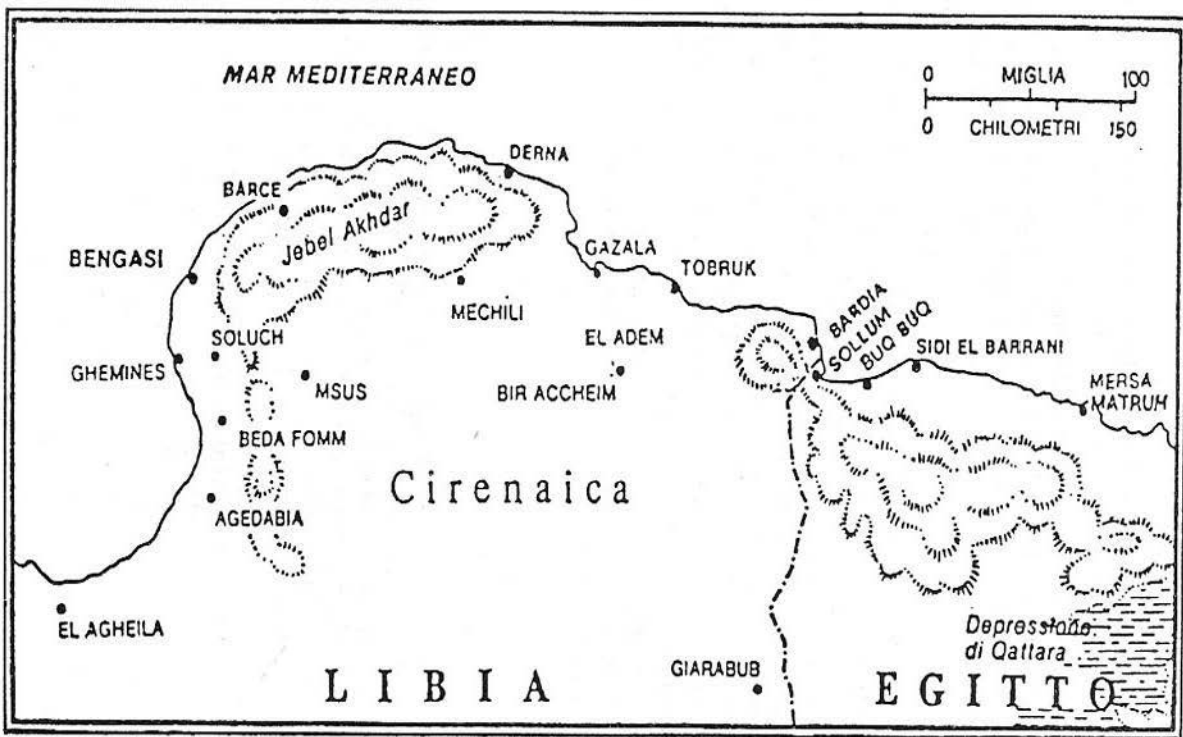 MAR MEDITERRANEO
0 MIGLIA 100
0 CHILOMETRI 150
DERNA
BARCE
Jebel Akhdar
BENGASI
GAZALA
TOBRUK
MECHILI
BARDIA
SOLLUM
BUQ BUQ
SIDI EL BARRANI
SOLUCH
EL ADEM
GHEMINES
MSUS
BIR ACCHEIM
MERSA
MATRUH
BEDA FOMM
Cirenaica
AGEDABIA
EL AGHEILA
Depressione
di Qattara
GIARABUB
LIBIA
EGITTO